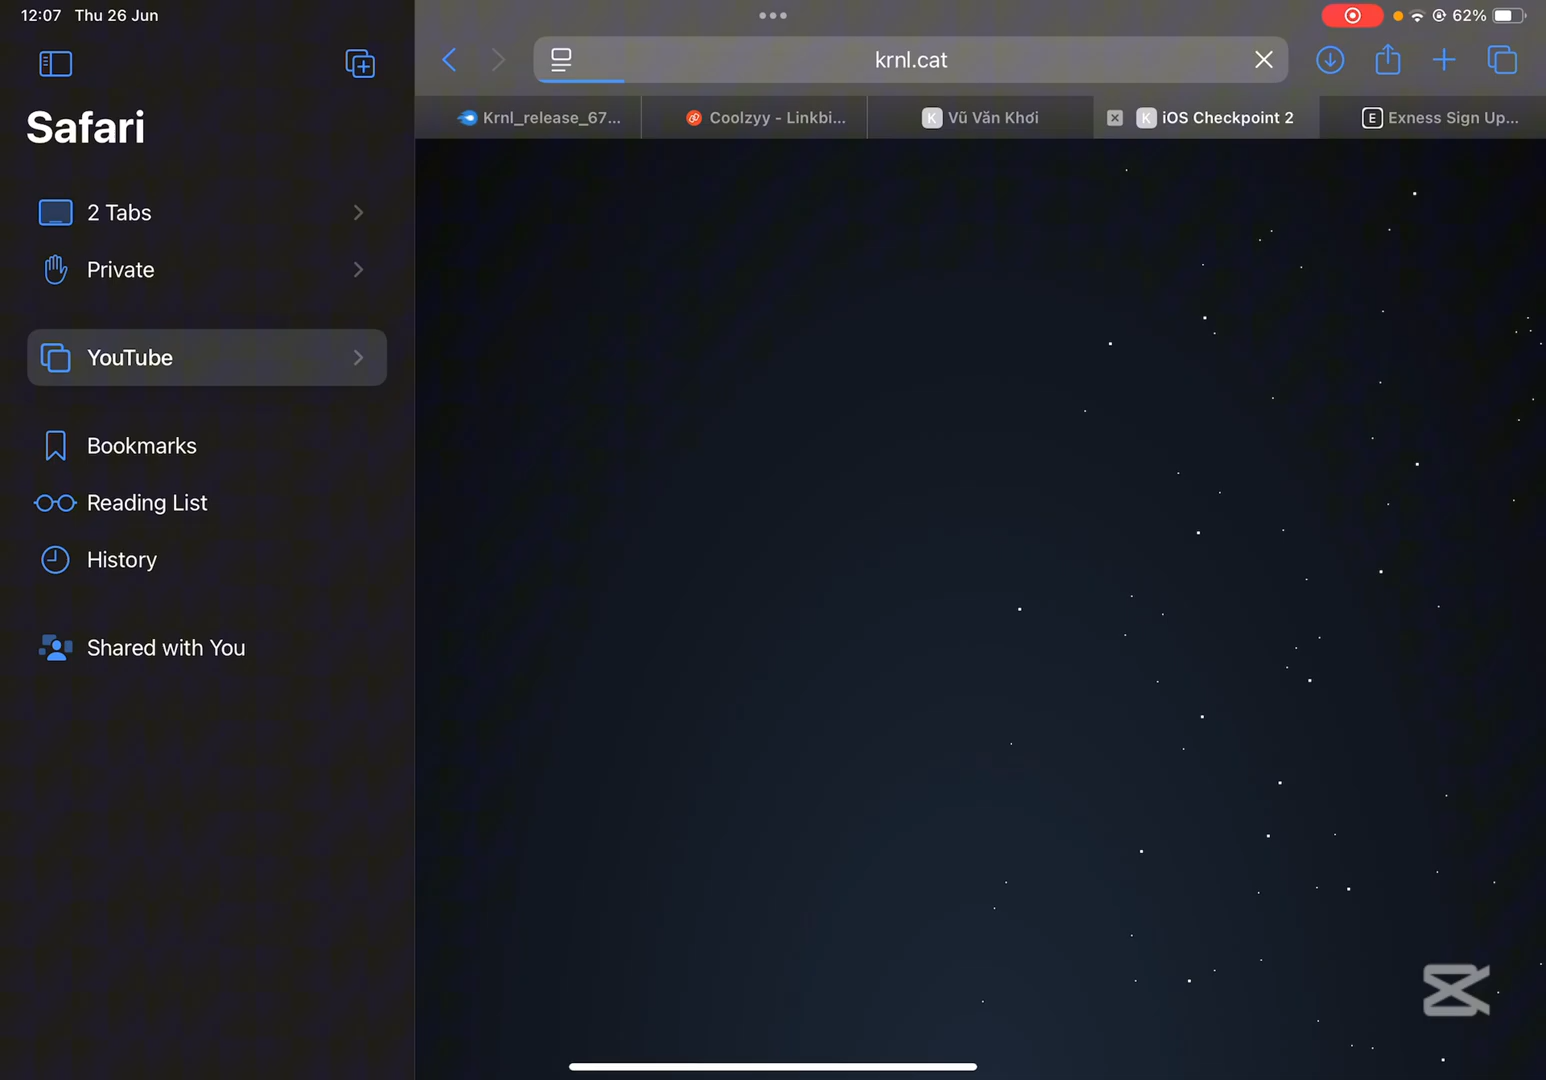 12:07 Thu 26 Jun
62%
krnl.cat
Krnl_release_67...
Coolzyy - Linkbi...
K Vũ Văn Khơi
K iOS Checkpoint 2
E Exness Sign Up...
Safari
2 Tabs
Private
YouTube
Bookmarks
Reading List
History
Shared with You